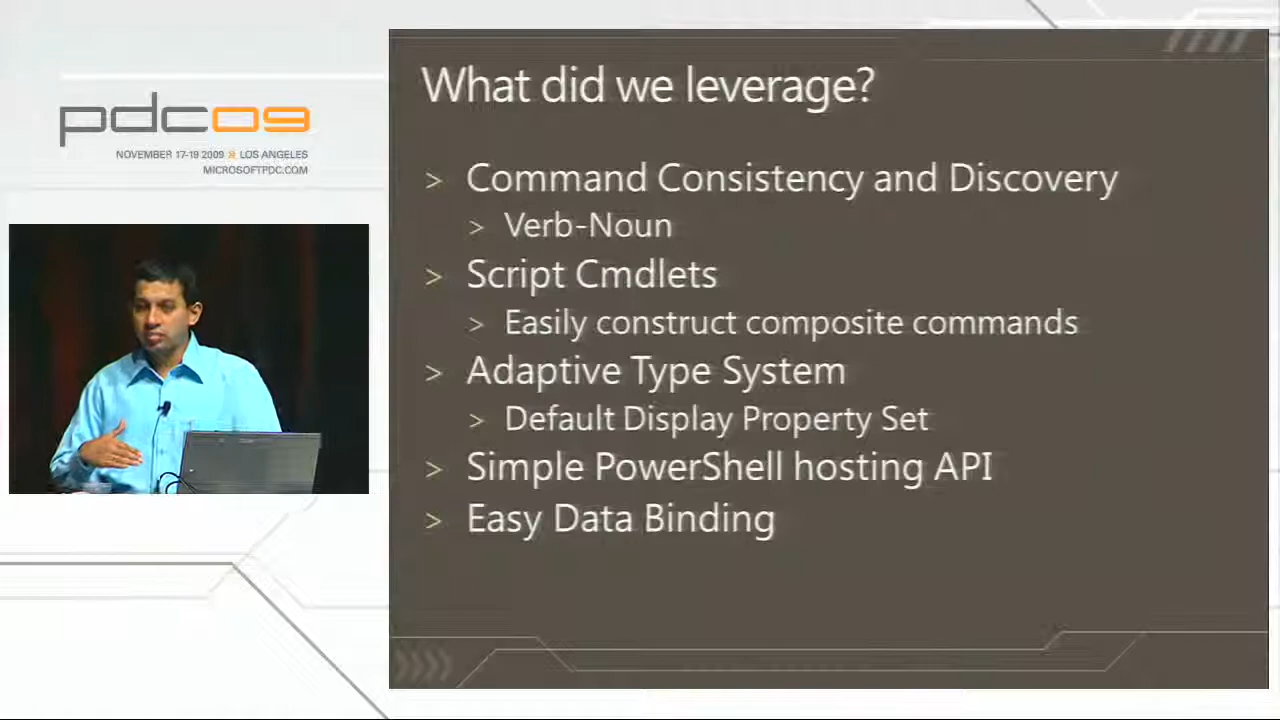 pdc09
NOVEMBER 17-19 2009 » LOS ANGELES
MICROSOFTPDC.COM
What did we leverage?
> Command Consistency and Discovery
> Verb-Noun
> Script Cmdlets
> Easily construct composite commands
> Adaptive Type System
> Default Display Property Set
> Simple PowerShell hosting API
> Easy Data Binding